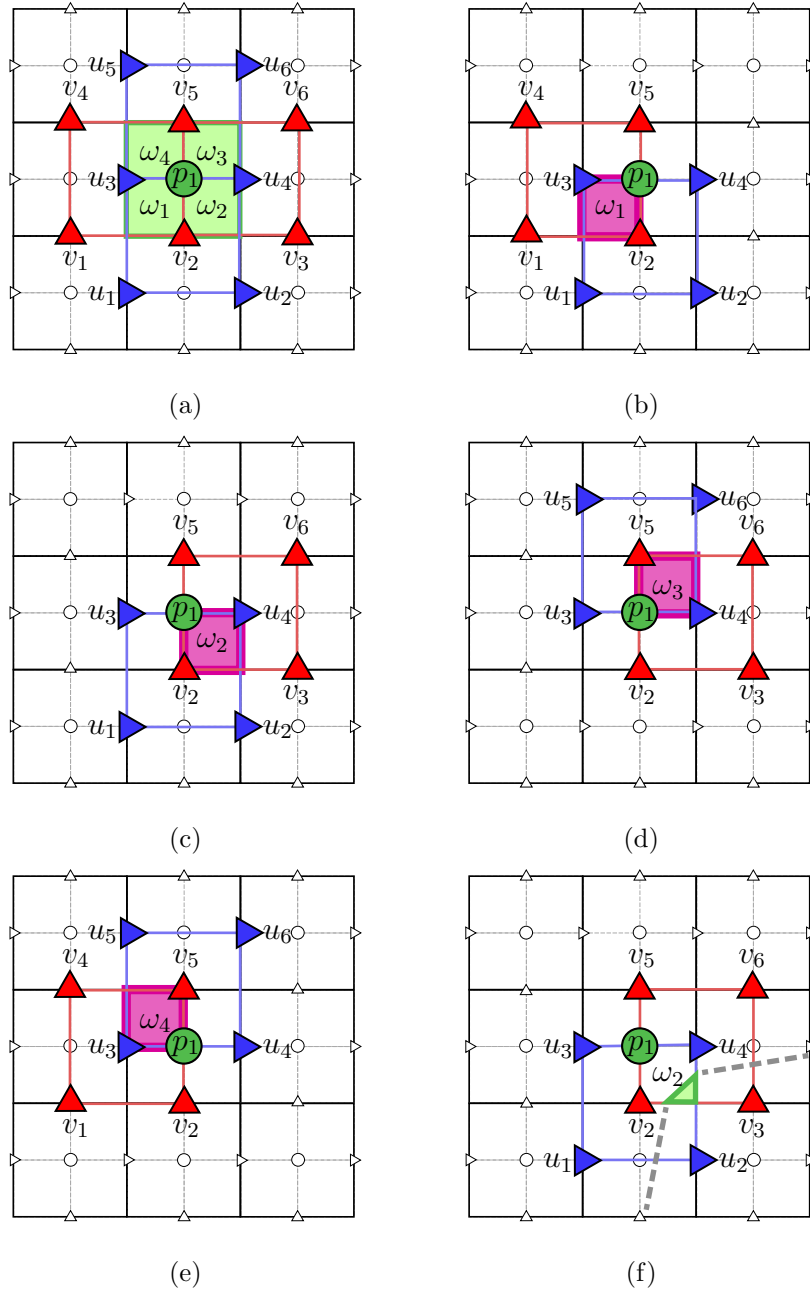 u₅ u₆
v₄ v₅ v₆
ω₄ ω₃
u₃ p₁ u₄
ω₁ ω₂
v₁ v₂ v₃
u₁ u₂
(a)
v₄ v₅
u₃ p₁ u₄
ω₁
v₁ v₂
u₁ u₂
(b)
v₅ v₆
u₃ p₁ u₄
ω₂
v₂ v₃
u₁ u₂
(c)
u₅ u₆
v₅ v₆
ω₃
u₃ p₁ u₄
v₂ v₃
(d)
u₅ u₆
v₄ v₅
ω₄
u₃ p₁ u₄
v₁ v₂
(e)
v₅ v₆
u₃ p₁ u₄
ω₂
v₂ v₃
u₁ u₂
(f)